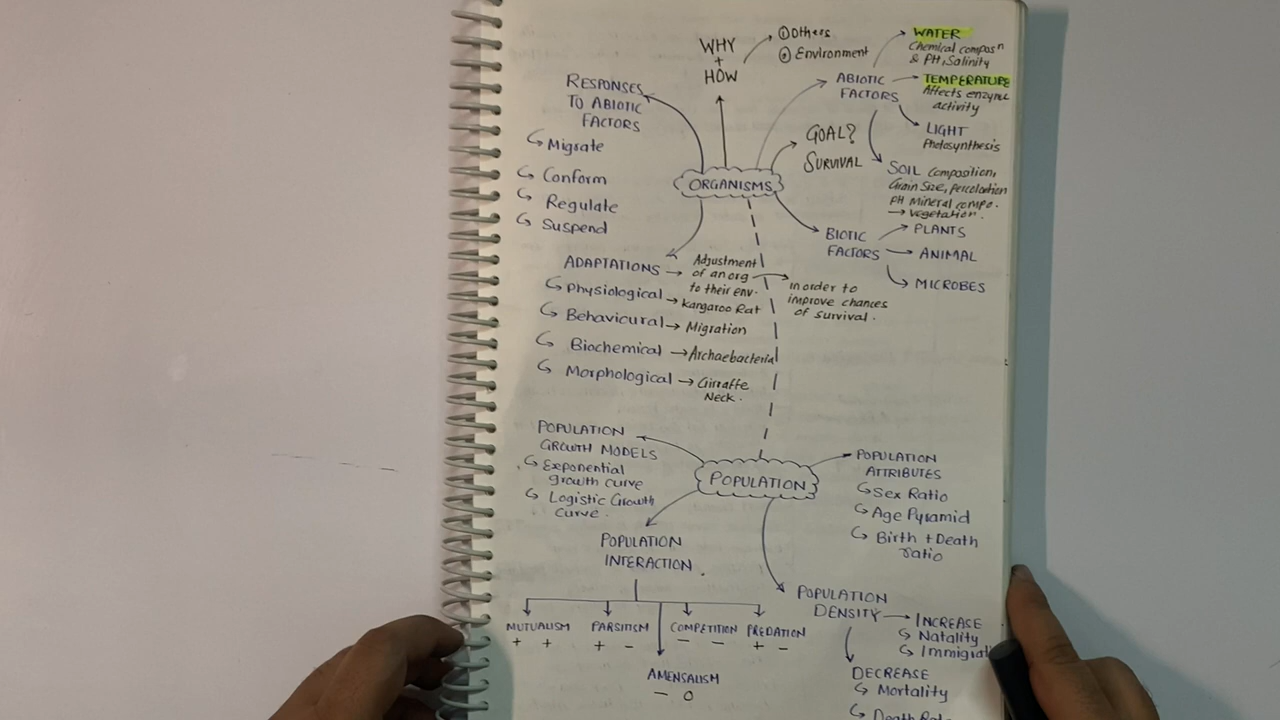 WHY
+
HOW
① Others
② Environment
RESPONSES
TO ABIOTIC
FACTORS
Migrate
Conform
Regulate
Suspend
ORGANISMS
GOAL?
SURVIVAL
ABIOTIC
FACTORS
WATER
Chemical composn
& PH, Salinity
TEMPERATURE
Affects enzyme
activity
LIGHT
Photosynthesis
SOIL composition,
Grain Size, percolation
PH Mineral compo.
→ vegetation.
BIOTIC
FACTORS
PLANTS
ANIMAL
MICROBES
ADAPTATIONS → Adjustment
of an org
to their env.
in order to
improve chances
of survival.
Physiological → Kangaroo Rat
Behavioural → Migration
Biochemical → Archaebacteria
Morphological → Girraffe
Neck.
POPULATION
GROWTH MODELS
Exponential
growth curve
Logistic Growth
Curve.
POPULATION
POPULATION
ATTRIBUTES
Sex Ratio
Age Pyramid
Birth + Death
ratio
POPULATION
INTERACTION.
MUTUALISM
+ +
PARSITISM
+ -
COMPETITION
- -
PREDATION
+ -
AMENSALISM
- 0
POPULATION
DENSITY → INCREASE
Natality
Immigrati
DECREASE
Mortality
Death